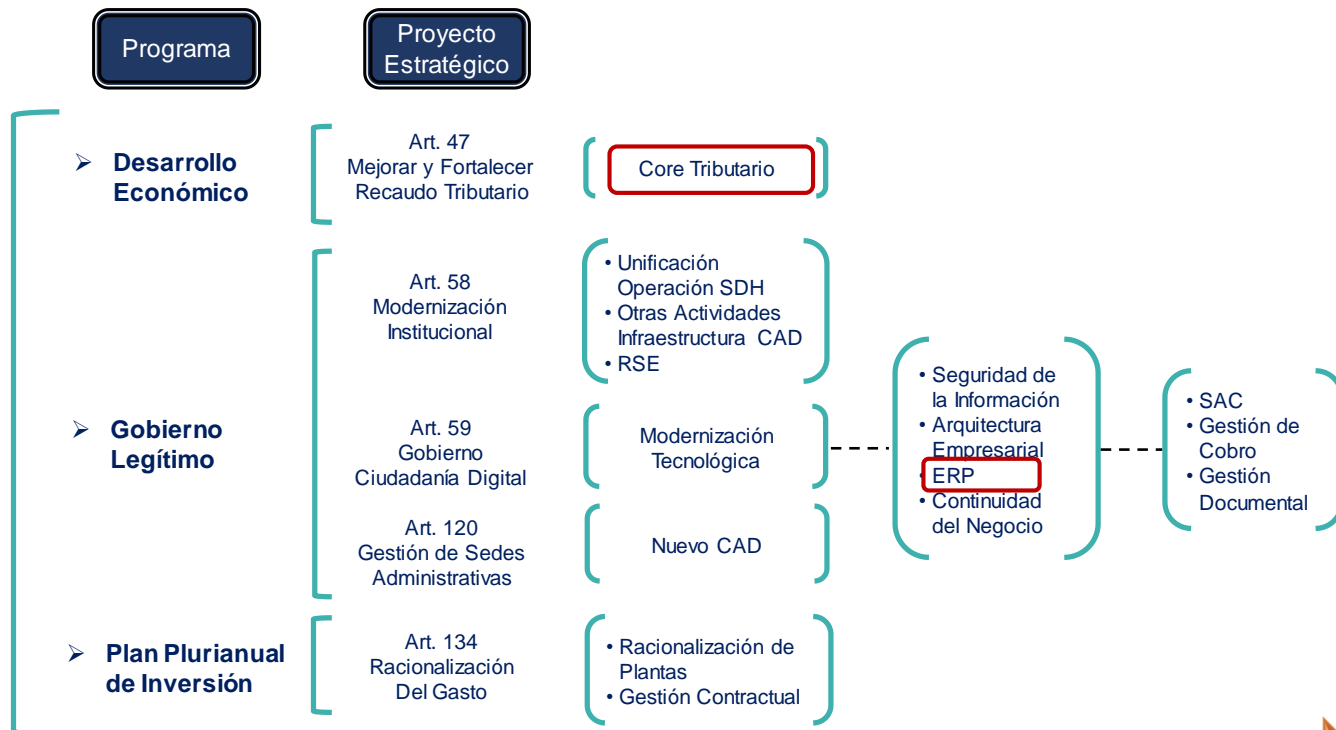 Programa
Proyecto
Estratégico
➢ Desarrollo
Económico
Art. 47
Mejorar y Fortalecer
Recaudo Tributario
Core Tributario
➢ Gobierno
Legítimo
Art. 58
Modernización
Institucional
• Unificación
Operación SDH
• Otras Actividades
Infraestructura CAD
• RSE
Art. 59
Gobierno
Ciudadanía Digital
Modernización
Tecnológica
• Seguridad de
la Información
• Arquitectura
Empresarial
• ERP
• Continuidad
del Negocio
• SAC
• Gestión de
Cobro
• Gestión
Documental
Art. 120
Gestión de Sedes
Administrativas
Nuevo CAD
➢ Plan Plurianual
de Inversión
Art. 134
Racionalización
Del Gasto
• Racionalización de
Plantas
• Gestión Contractual